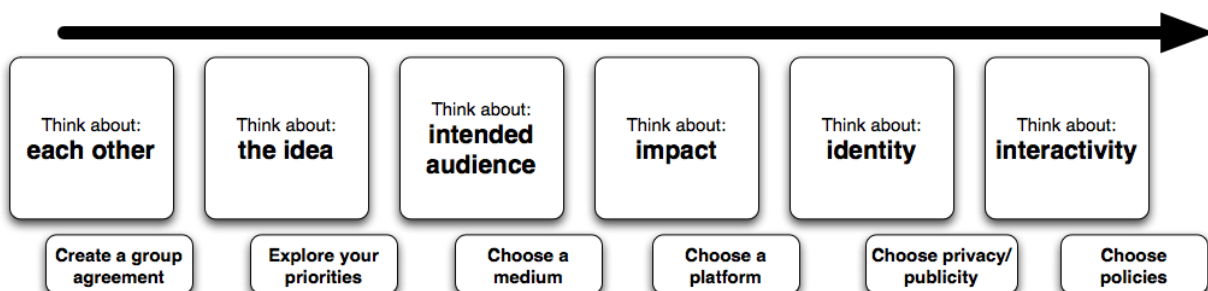 Think about:
each other
Think about:
the idea
Think about:
intended
audience
Think about:
impact
Think about:
identity
Think about:
interactivity
Create a group
agreement
Explore your
priorities
Choose a
medium
Choose a
platform
Choose privacy/
publicity
Choose
policies